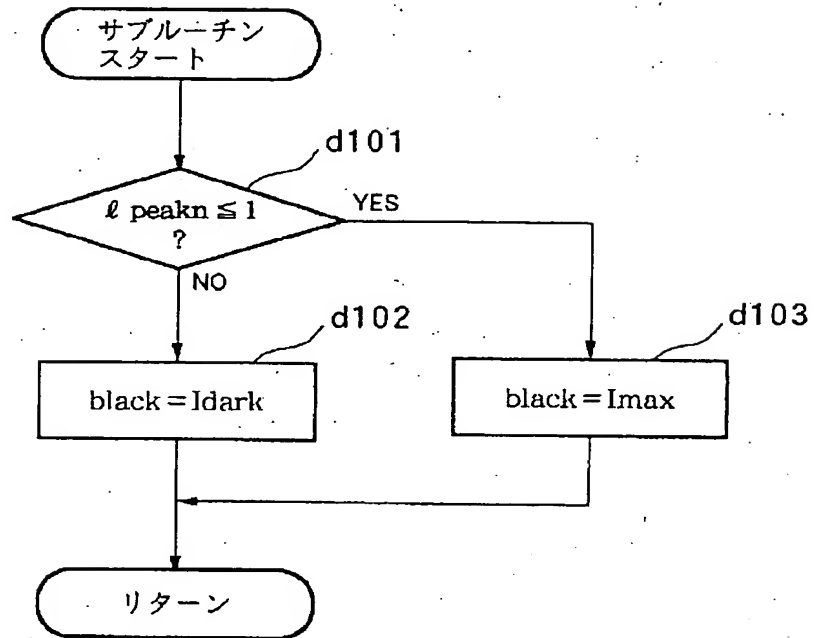 サブルーチン
スタート
d101
ℓ peakn ≦ 1
?
YES
NO
d102
d103
black = Idark
black = Imax
リターン